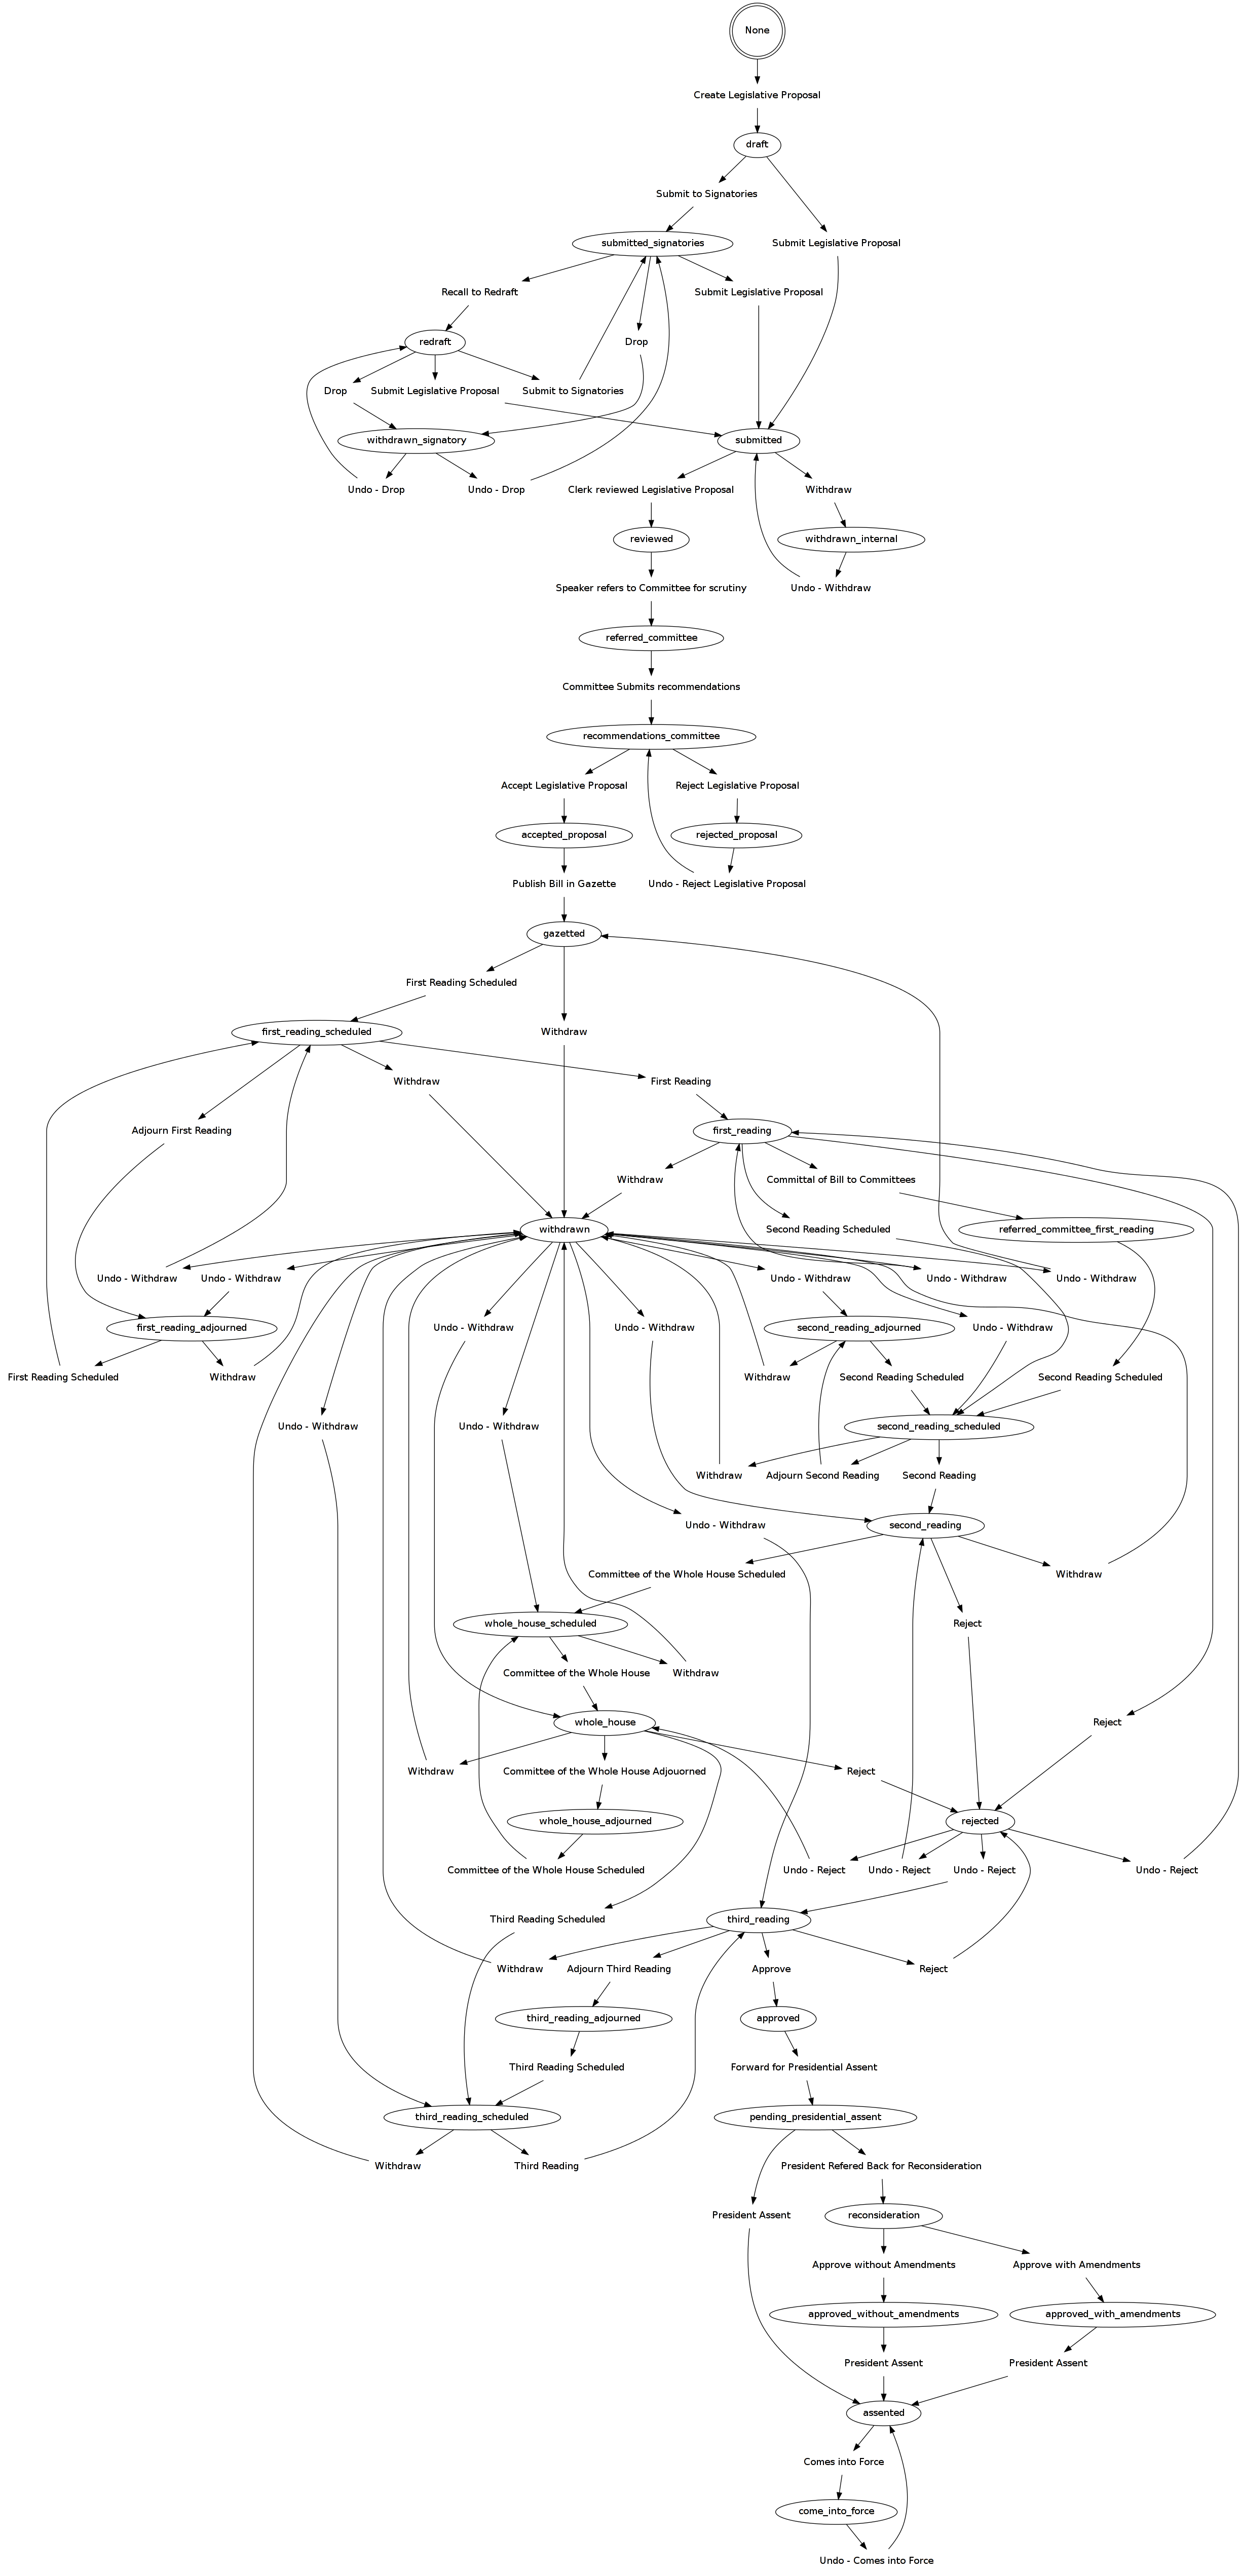 None
Create Legislative Proposal
draft
Submit to Signatories
submitted_signatories
Submit Legislative Proposal
Recall to Redraft
Submit Legislative Proposal
redraft
Drop
Drop
Submit Legislative Proposal
Submit to Signatories
withdrawn_signatory
submitted
Undo - Drop
Undo - Drop
Clerk reviewed Legislative Proposal
Withdraw
reviewed
withdrawn_internal
Speaker refers to Committee for scrutiny
Undo - Withdraw
referred_committee
Committee Submits recommendations
recommendations_committee
Accept Legislative Proposal
Reject Legislative Proposal
accepted_proposal
rejected_proposal
Publish Bill in Gazette
Undo - Reject Legislative Proposal
gazetted
First Reading Scheduled
first_reading_scheduled
Withdraw
Withdraw
First Reading
Adjourn First Reading
first_reading
Withdraw
Committal of Bill to Committees
withdrawn
Second Reading Scheduled
referred_committee_first_reading
Undo - Withdraw
Undo - Withdraw
Undo - Withdraw
Undo - Withdraw
Undo - Withdraw
first_reading_adjourned
Undo - Withdraw
Undo - Withdraw
second_reading_adjourned
Undo - Withdraw
First Reading Scheduled
Withdraw
Withdraw
Second Reading Scheduled
Second Reading Scheduled
Undo - Withdraw
Undo - Withdraw
second_reading_scheduled
Withdraw
Adjourn Second Reading
Second Reading
Undo - Withdraw
second_reading
Committee of the Whole House Scheduled
Withdraw
whole_house_scheduled
Reject
Committee of the Whole House
Withdraw
whole_house
Reject
Withdraw
Committee of the Whole House Adjouorned
Reject
whole_house_adjourned
rejected
Committee of the Whole House Scheduled
Undo - Reject
Undo - Reject
Undo - Reject
Undo - Reject
Third Reading Scheduled
third_reading
Withdraw
Adjourn Third Reading
Approve
Reject
third_reading_adjourned
approved
Third Reading Scheduled
Forward for Presidential Assent
third_reading_scheduled
pending_presidential_assent
Withdraw
Third Reading
President Refered Back for Reconsideration
President Assent
reconsideration
Approve without Amendments
Approve with Amendments
approved_without_amendments
approved_with_amendments
President Assent
President Assent
assented
Comes into Force
come_into_force
Undo - Comes into Force